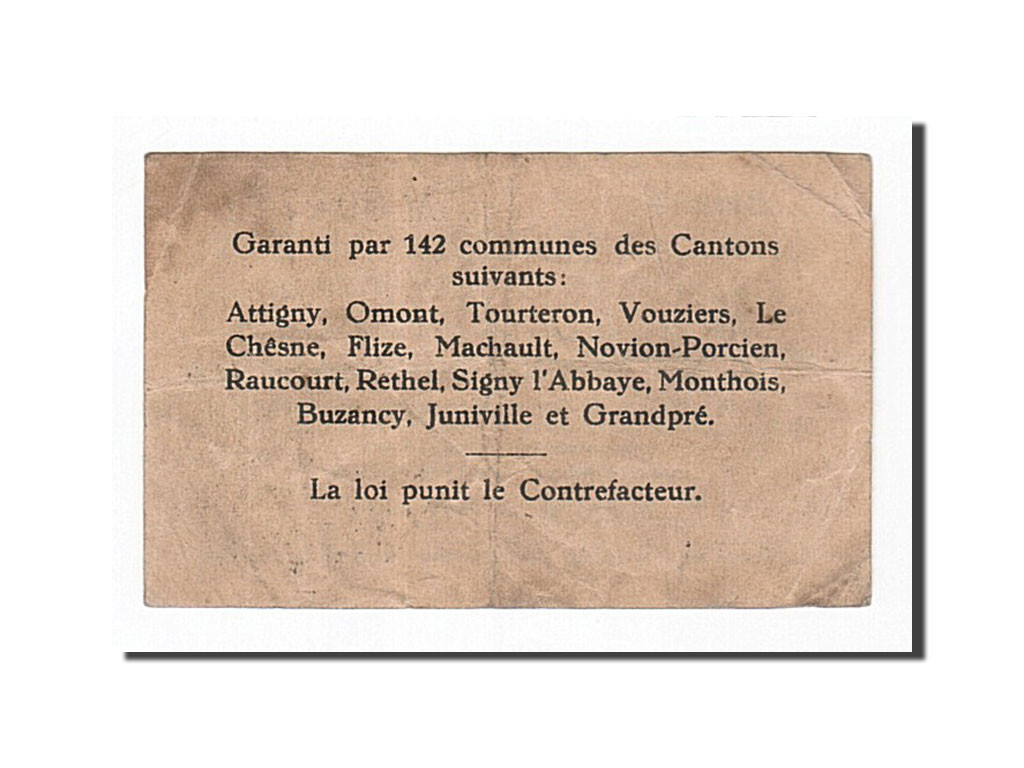 Garanti par 142 communes des Cantons
suivants:
Attigny, Omont, Tourteron, Vouziers, Le
Chêsne, Flize, Machault, Novion-Porcien,
Raucourt, Rethel, Signy l'Abbaye, Monthois,
Buzancy, Juniville et Grandpré.
La loi punit le Contrefacteur.